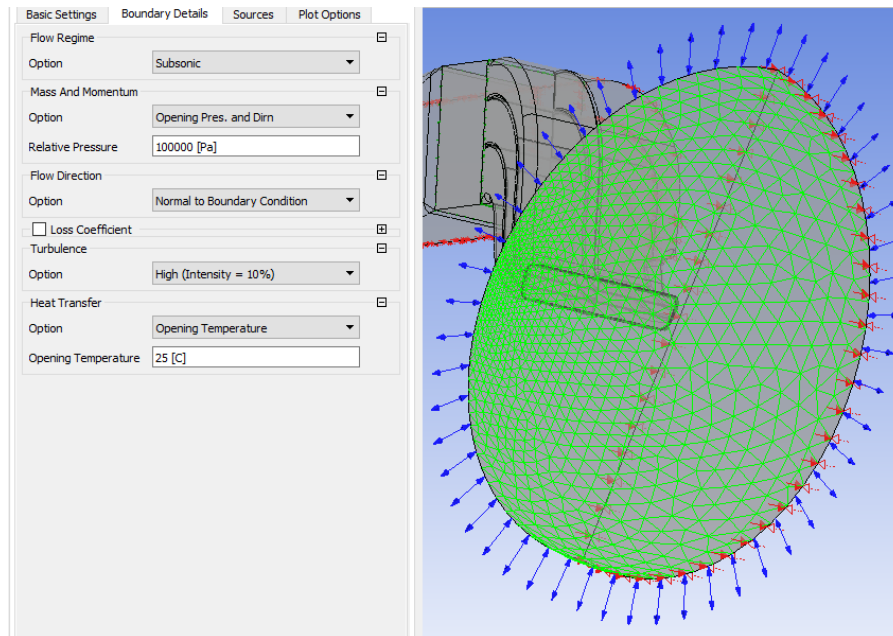 Basic Settings Boundary Details Sources Plot Options
Flow Regime
Option Subsonic
Mass And Momentum
Option Opening Pres. and Dirn
Relative Pressure 100000 [Pa]
Flow Direction
Option Normal to Boundary Condition
Loss Coefficient
Turbulence
Option High (Intensity = 10%)
Heat Transfer
Option Opening Temperature
Opening Temperature 25 [C]